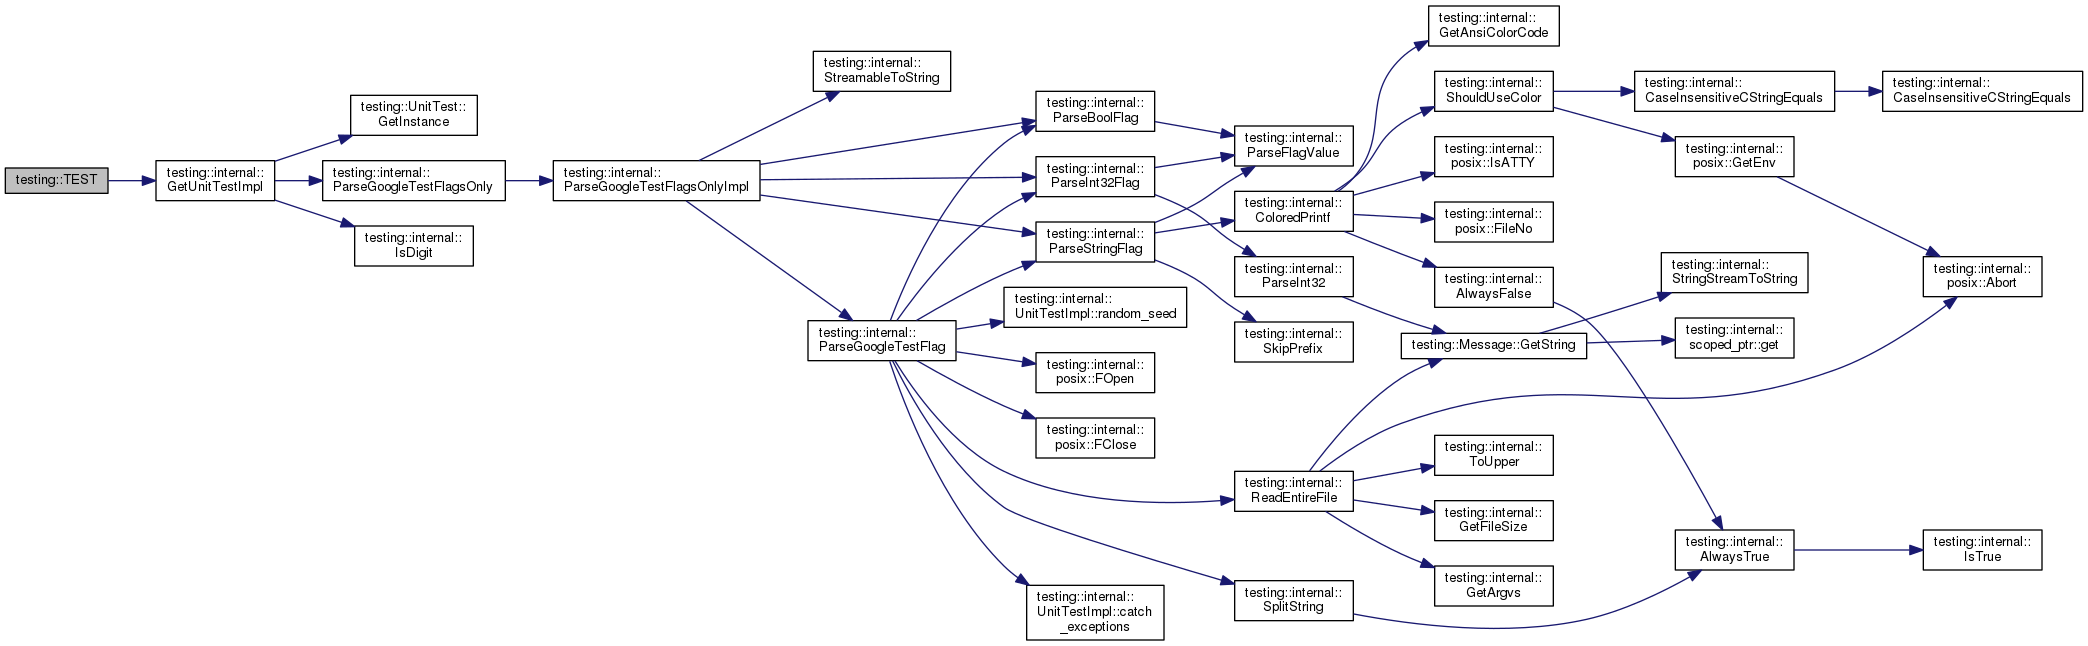 testing::TEST
testing::internal::
GetUnitTestImpl
testing::UnitTest::
GetInstance
testing::internal::
ParseGoogleTestFlagsOnly
testing::internal::
IsDigit
testing::internal::
ParseGoogleTestFlagsOnlyImpl
testing::internal::
StreamableToString
testing::internal::
ParseGoogleTestFlag
testing::internal::
ParseBoolFlag
testing::internal::
ParseInt32Flag
testing::internal::
ParseStringFlag
testing::internal::
UnitTestImpl::random_seed
testing::internal::
posix::FOpen
testing::internal::
posix::FClose
testing::internal::
UnitTestImpl::catch
_exceptions
testing::internal::
ParseFlagValue
testing::internal::
ColoredPrintf
testing::internal::
ParseInt32
testing::internal::
SkipPrefix
testing::internal::
ReadEntireFile
testing::internal::
SplitString
testing::internal::
GetAnsiColorCode
testing::internal::
ShouldUseColor
testing::internal::
posix::IsATTY
testing::internal::
posix::FileNo
testing::internal::
AlwaysFalse
testing::Message::GetString
testing::internal::
ToUpper
testing::internal::
GetFileSize
testing::internal::
GetArgvs
testing::internal::
CaseInsensitiveCStringEquals
testing::internal::
posix::GetEnv
testing::internal::
StringStreamToString
testing::internal::
scoped_ptr::get
testing::internal::
AlwaysTrue
testing::internal::
CaseInsensitiveCStringEquals
testing::internal::
posix::Abort
testing::internal::
IsTrue